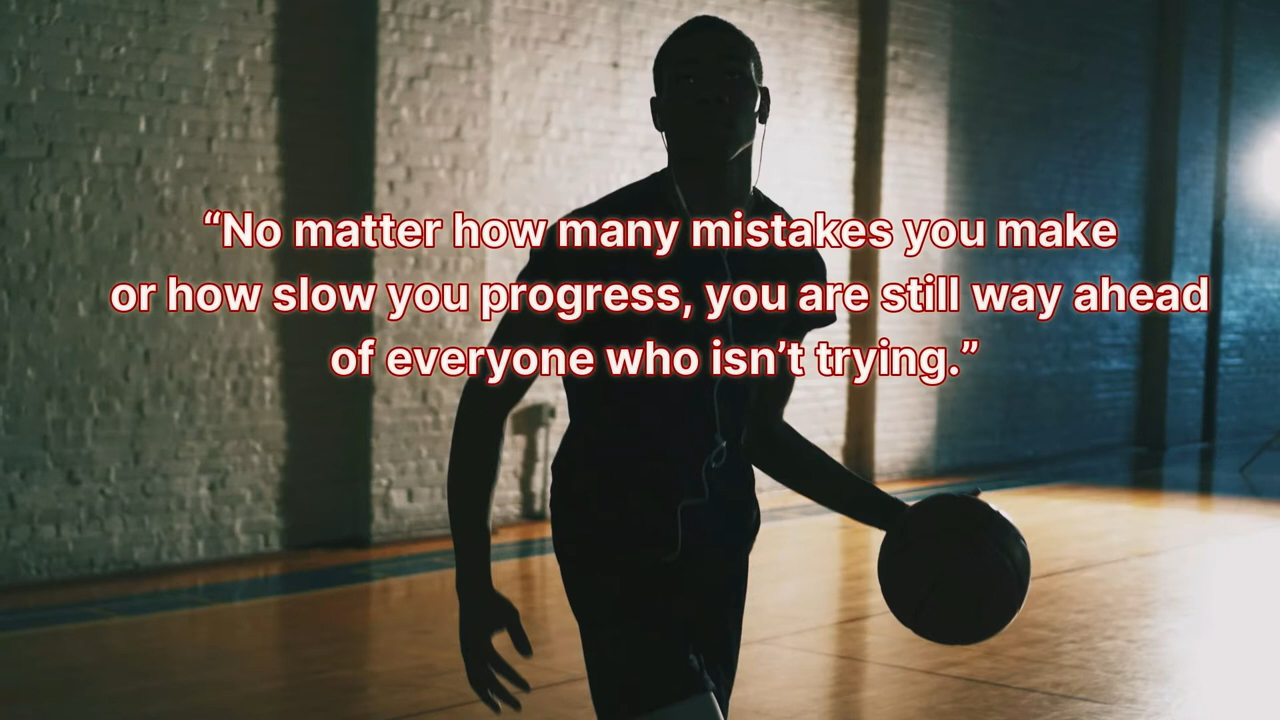 “No matter how many mistakes you make
or how slow you progress, you are still way ahead
of everyone who isn’t trying.”